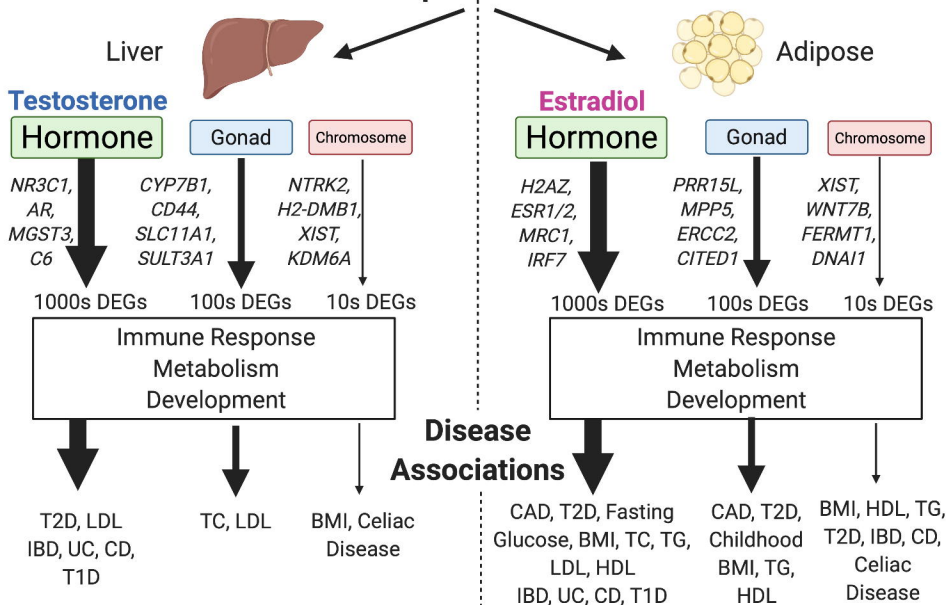 Liver
Testosterone
Hormone
Gonad
Chromosome
NR3C1,
AR,
MGST3,
C6
CYP7B1,
CD44,
SLC11A1,
SULT3A1
NTRK2,
H2-DMB1,
XIST,
KDM6A
1000s DEGs
100s DEGs
10s DEGs
Immune Response
Metabolism
Development
T2D, LDL
IBD, UC, CD,
T1D
TC, LDL
BMI, Celiac
Disease
Adipose
Estradiol
Hormone
Gonad
Chromosome
H2AZ,
ESR1/2,
MRC1,
IRF7
PRR15L,
MPP5,
ERCC2,
CITED1
XIST,
WNT7B,
FERMT1,
DNAI1
1000s DEGs
100s DEGs
10s DEGs
Immune Response
Metabolism
Development
Disease
Associations
CAD, T2D, Fasting
Glucose, BMI, TC, TG,
LDL, HDL
IBD, UC, CD, T1D
CAD, T2D,
Childhood
BMI, TG,
HDL
BMI, HDL, TG,
T2D, IBD, CD,
Celiac
Disease